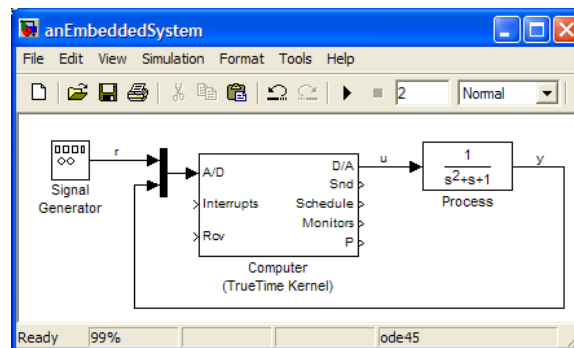 anEmbeddedSystem
File Edit View Simulation Format Tools Help
2 Normal
r
Signal
Generator
A/D
Interrupts
Rcv
D/A
Snd
Schedule
Monitors
P
Computer
(TrueTime Kernel)
u
1
s²+s+1
Process
y
Ready 99% ode45